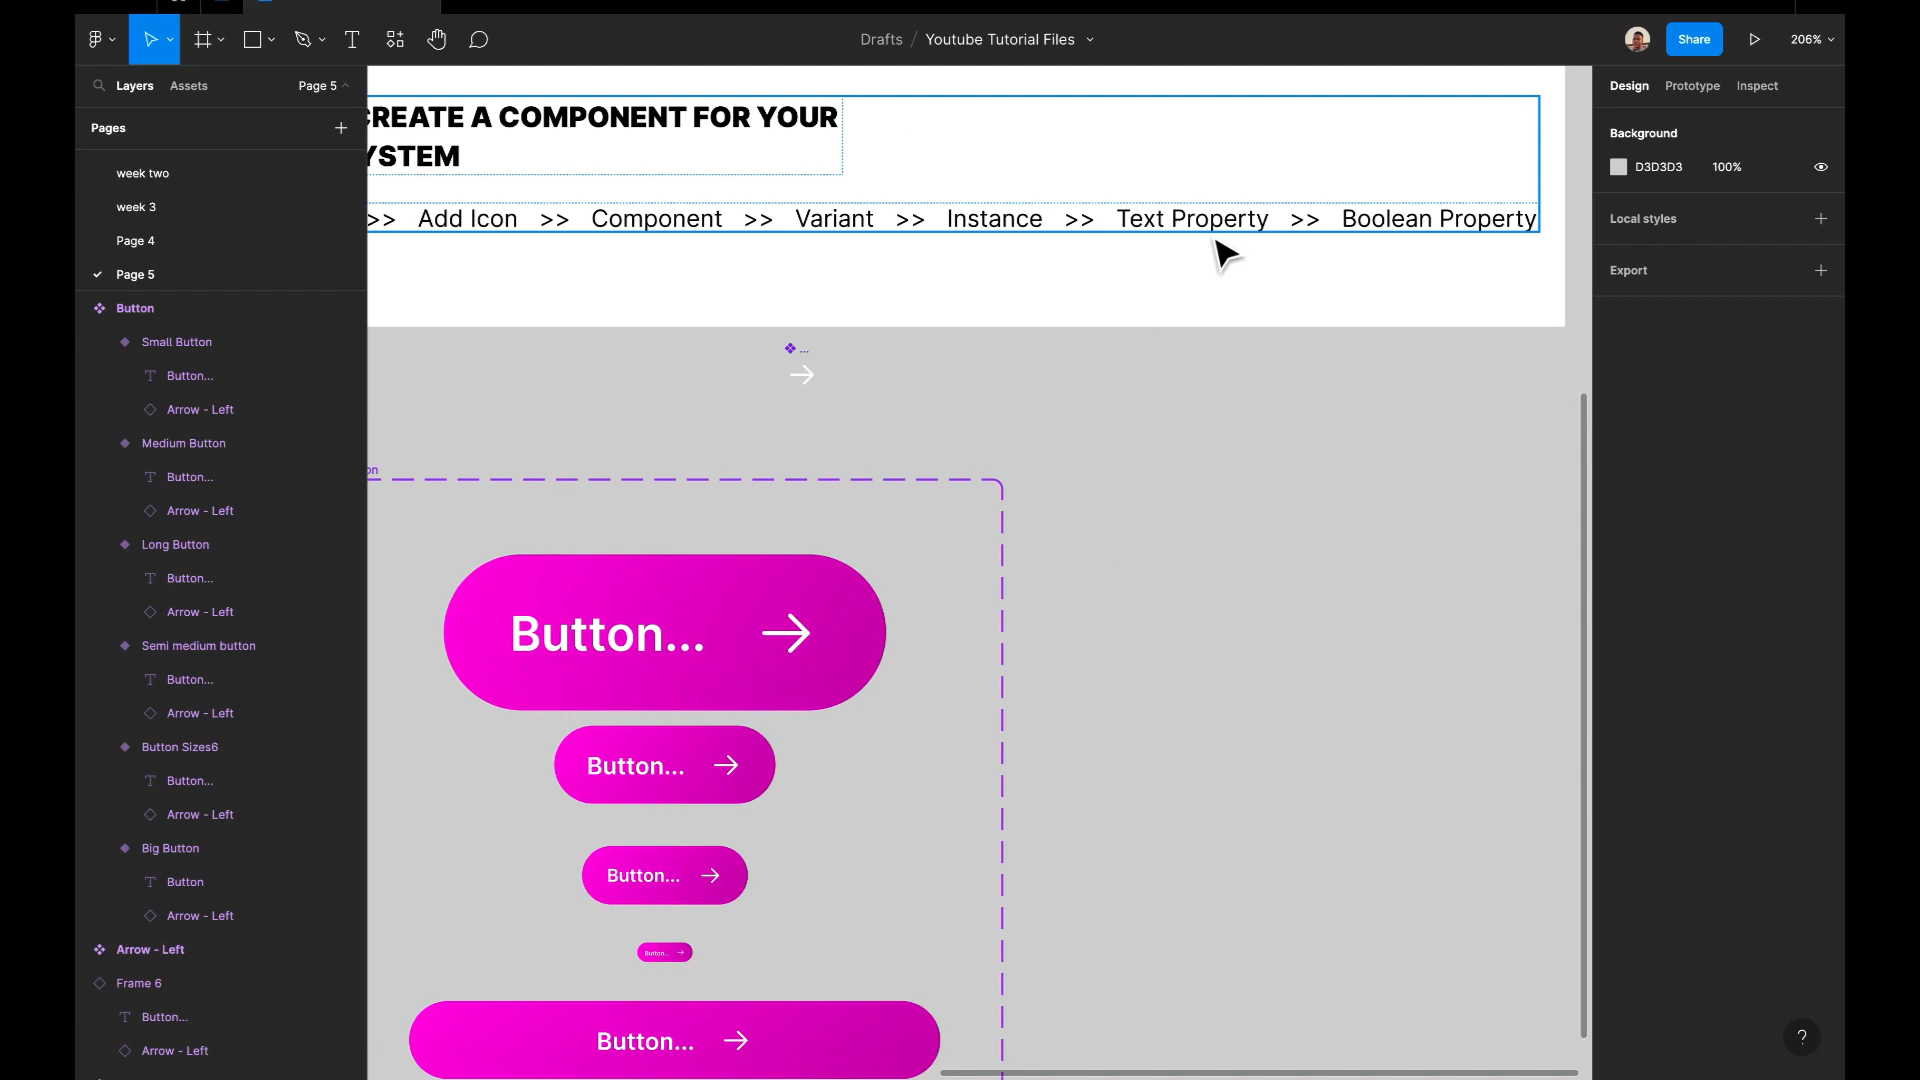 Drafts / Youtube Tutorial Files
Share
206%
Layers
Assets
Page 5
Pages
week two
week 3
Page 4
Page 5
Button
Small Button
Button...
Arrow - Left
Medium Button
Button...
Arrow - Left
Long Button
Button...
Arrow - Left
Semi medium button
Button...
Arrow - Left
Button Sizes6
Button...
Arrow - Left
Big Button
Button
Arrow - Left
Arrow - Left
Frame 6
Button...
Arrow - Left
CREATE A COMPONENT FOR YOUR
YSTEM
>> Add Icon >> Component >> Variant >> Instance >> Text Property >> Boolean Property
...
on
Button...
Button...
Button...
Button...
Button...
Design
Prototype
Inspect
Background
D3D3D3 100%
Local styles
Export
?